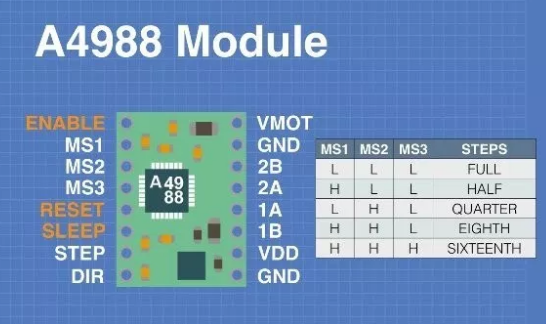 A4988 Module
ENABLE
MS1
MS2
MS3
RESET
SLEEP
STEP
DIR
A49
88
VMOT
GND
2B
2A
1A
1B
VDD
GND
MS1 MS2 MS3 STEPS
L L L FULL
H L L HALF
L H L QUARTER
H H L EIGHTH
H H H SIXTEENTH